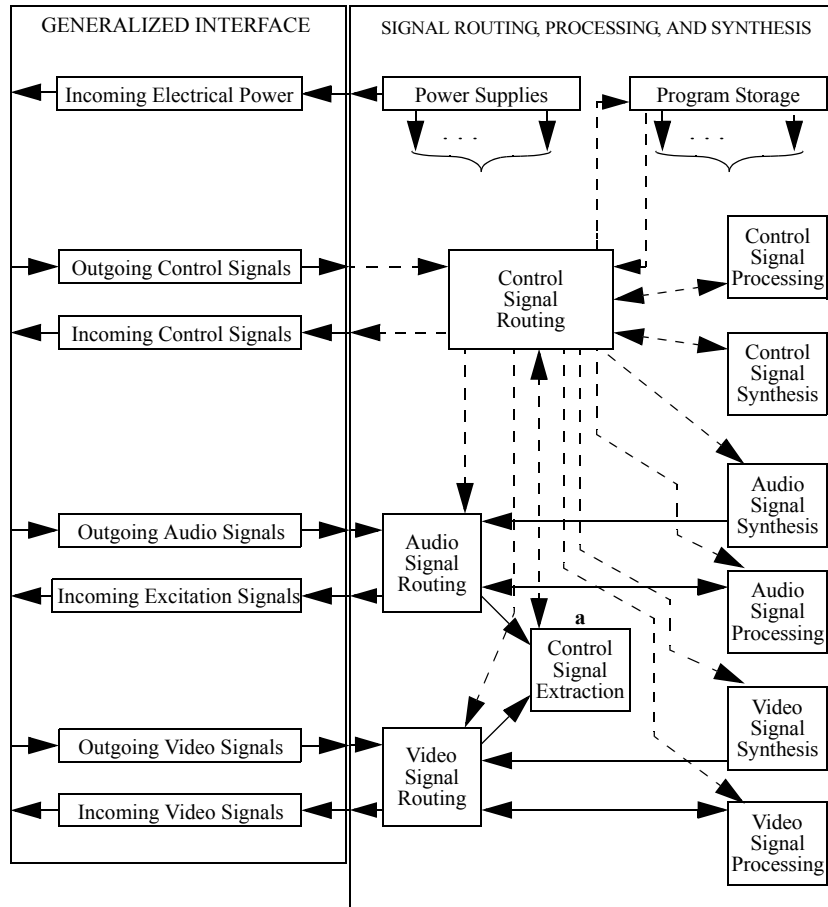 GENERALIZED INTERFACE
SIGNAL ROUTING, PROCESSING, AND SYNTHESIS
Incoming Electrical Power
Power Supplies
Program Storage
. . .
. . .
Outgoing Control Signals
Incoming Control Signals
Control
Signal
Routing
Control
Signal
Processing
Control
Signal
Synthesis
Outgoing Audio Signals
Incoming Excitation Signals
Audio
Signal
Routing
Audio
Signal
Synthesis
Audio
Signal
Processing
a
Control
Signal
Extraction
Outgoing Video Signals
Incoming Video Signals
Video
Signal
Routing
Video
Signal
Synthesis
Video
Signal
Processing